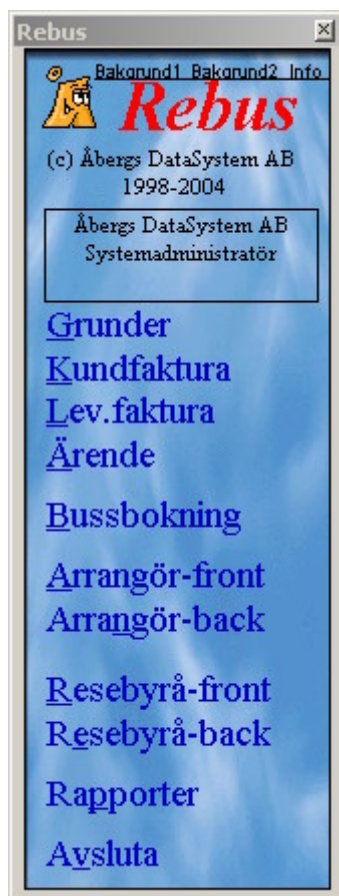 Rebus
Bakgrund1 Bakgrund2 Info
Rebus
(c) Åbergs DataSystem AB
1998-2004
Åbergs DataSystem AB
Systemadministratör
Grunder
Kundfaktura
Lev.faktura
Ärende
Bussbokning
Arrangör-front
Arrangör-back
Resebyrå-front
Resebyrå-back
Rapporter
Avsluta